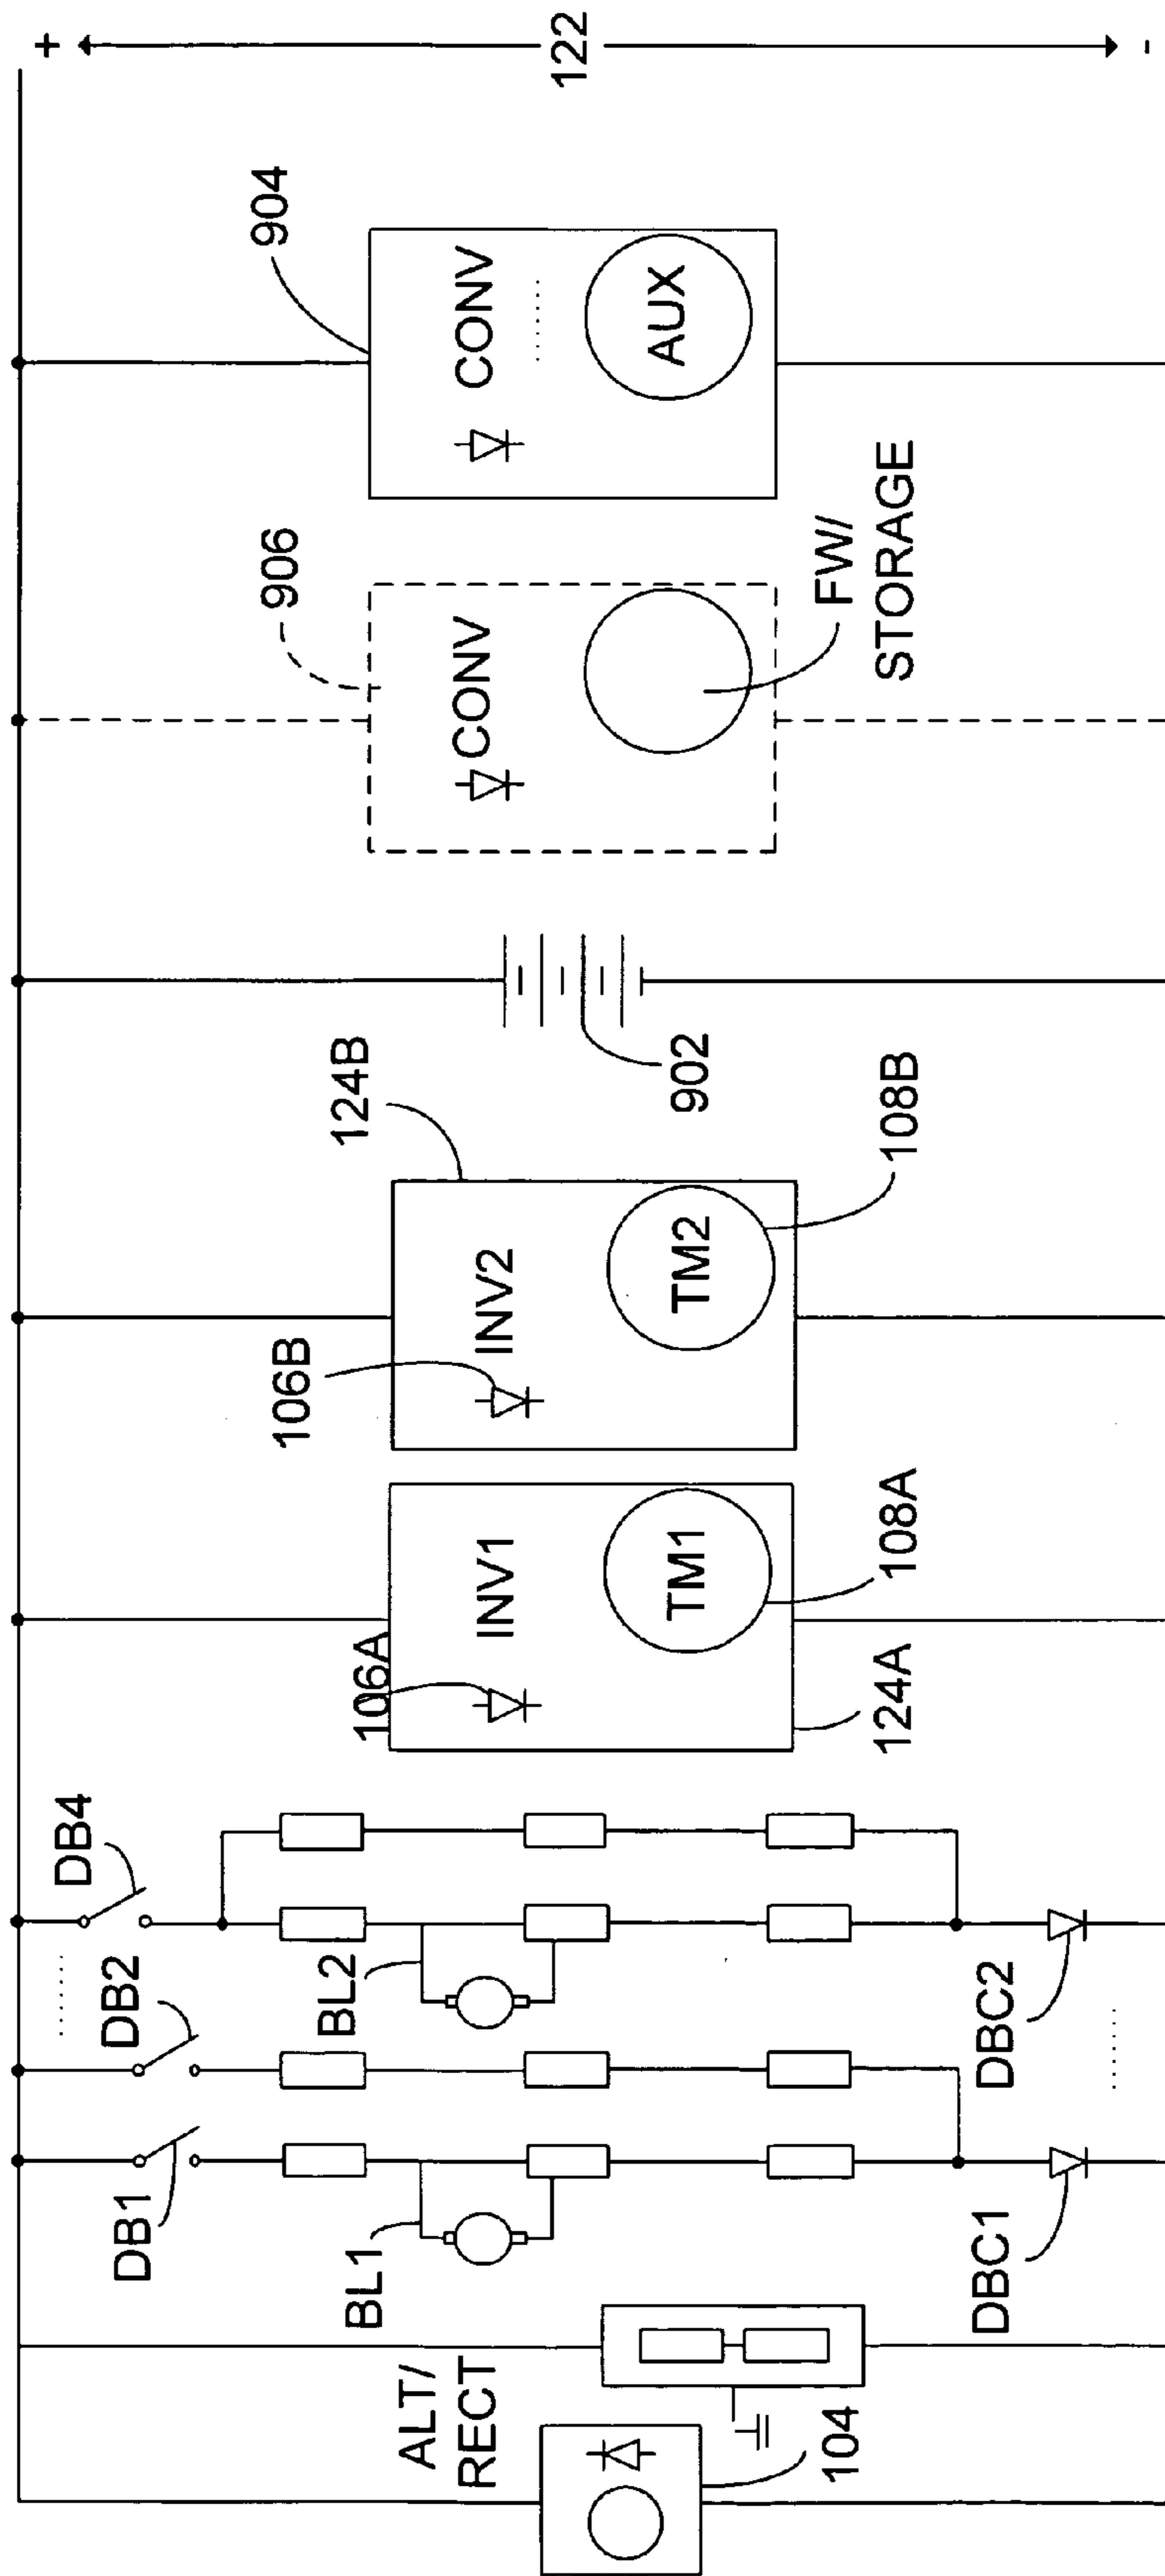 ALT/
RECT
104
DB1
BL1
DBC1
DB2
DB4
BL2
DBC2
106A
INV1
TM1
108A
124A
106B
INV2
TM2
108B
124B
902
906
CONV
FW/
STORAGE
904
CONV
AUX
+
122
-